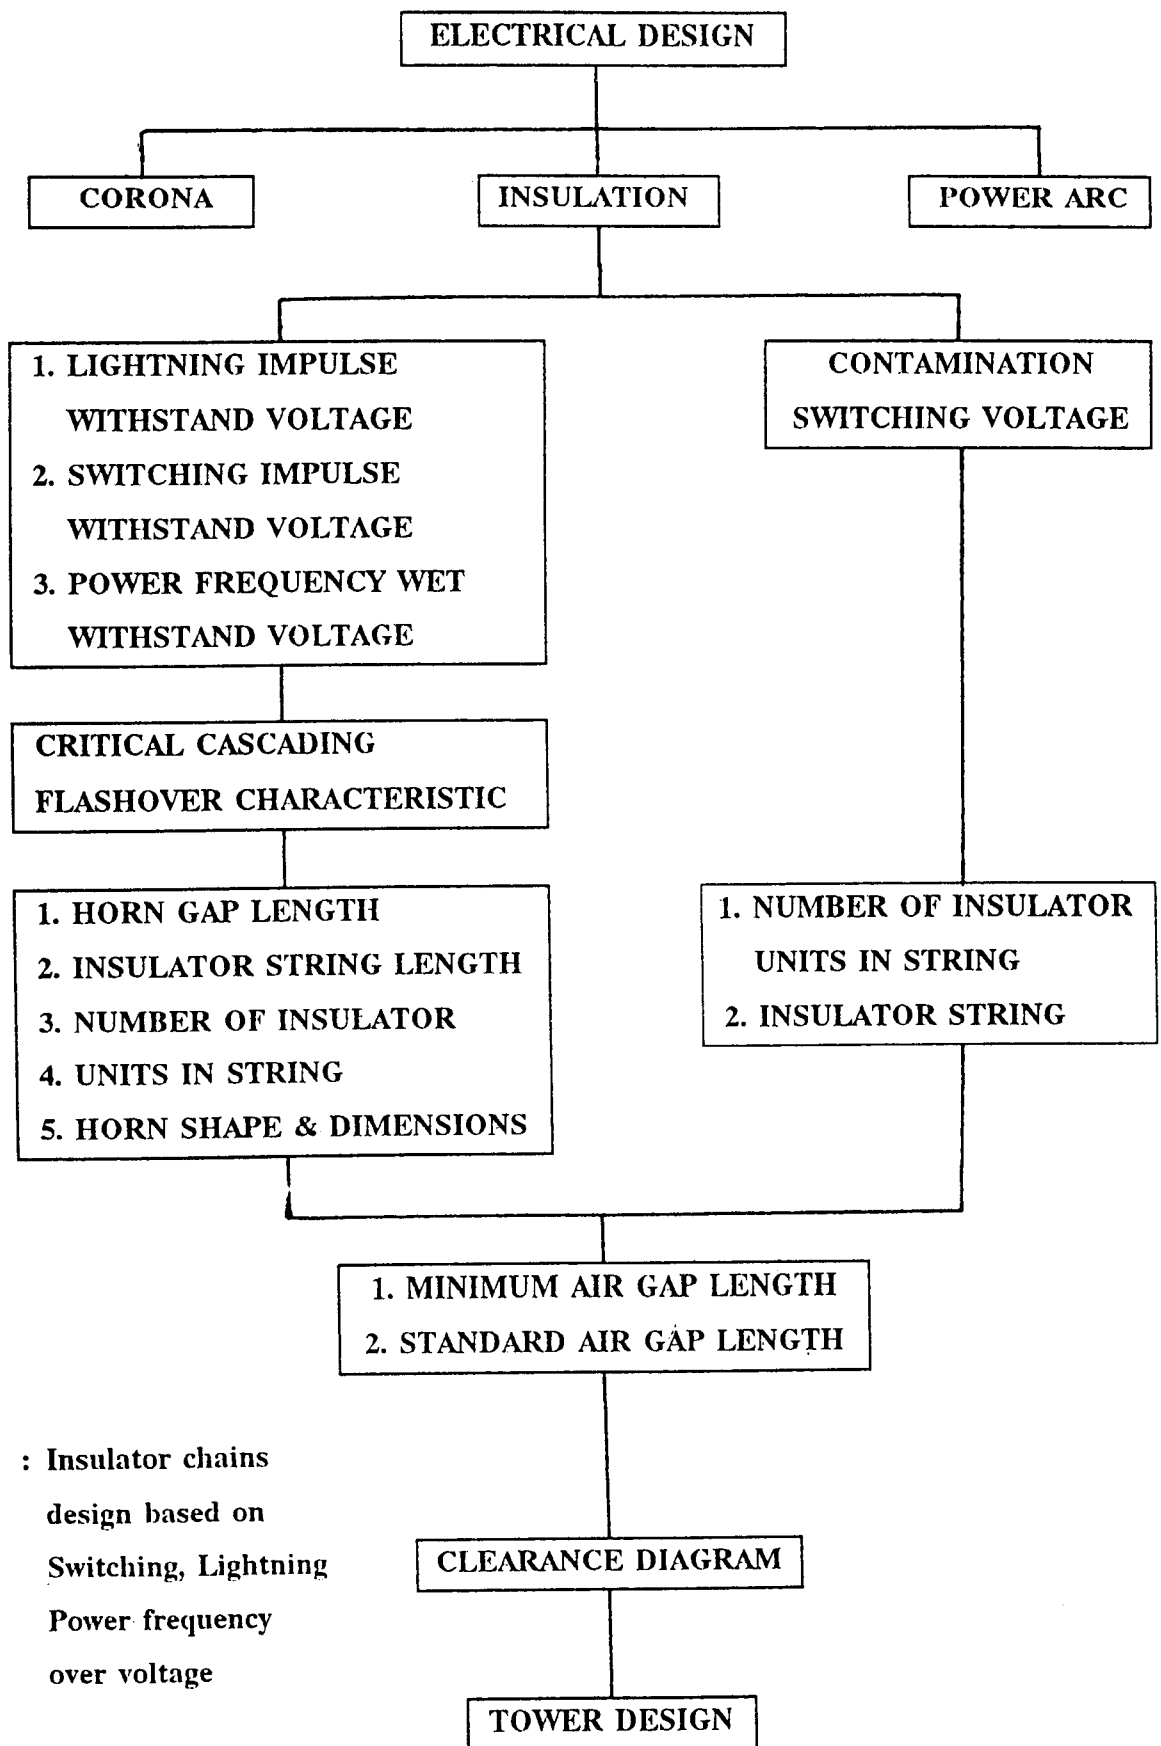 ELECTRICAL DESIGN
CORONA
INSULATION
POWER ARC
1. LIGHTNING IMPULSE
WITHSTAND VOLTAGE
2. SWITCHING IMPULSE
WITHSTAND VOLTAGE
3. POWER FREQUENCY WET
WITHSTAND VOLTAGE
CONTAMINATION
SWITCHING VOLTAGE
CRITICAL CASCADING
FLASHOVER CHARACTERISTIC
1. HORN GAP LENGTH
2. INSULATOR STRING LENGTH
3. NUMBER OF INSULATOR
4. UNITS IN STRING
5. HORN SHAPE & DIMENSIONS
1. NUMBER OF INSULATOR
UNITS IN STRING
2. INSULATOR STRING
1. MINIMUM AIR GAP LENGTH
2. STANDARD AIR GAP LENGTH
: Insulator chains
design based on
Switching, Lightning
Power frequency
over voltage
CLEARANCE DIAGRAM
TOWER DESIGN